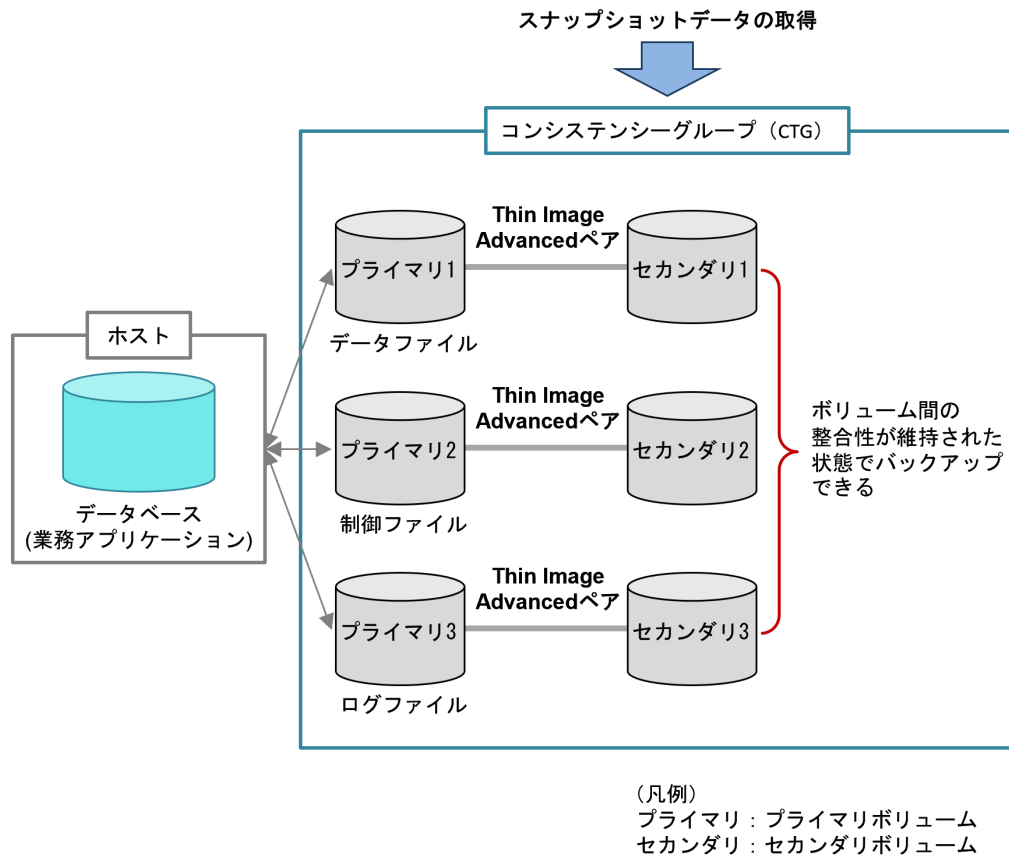 スナップショットデータの取得
コンシステンシーグループ（CTG）
Thin Image
Advancedペア
プライマリ1
セカンダリ1
データファイル
ホスト
データベース
(業務アプリケーション)
Thin Image
Advancedペア
プライマリ2
セカンダリ2
制御ファイル
ボリューム間の
整合性が維持された
状態でバックアップ
できる
Thin Image
Advancedペア
プライマリ3
セカンダリ3
ログファイル
（凡例）
プライマリ：プライマリボリューム
セカンダリ：セカンダリボリューム